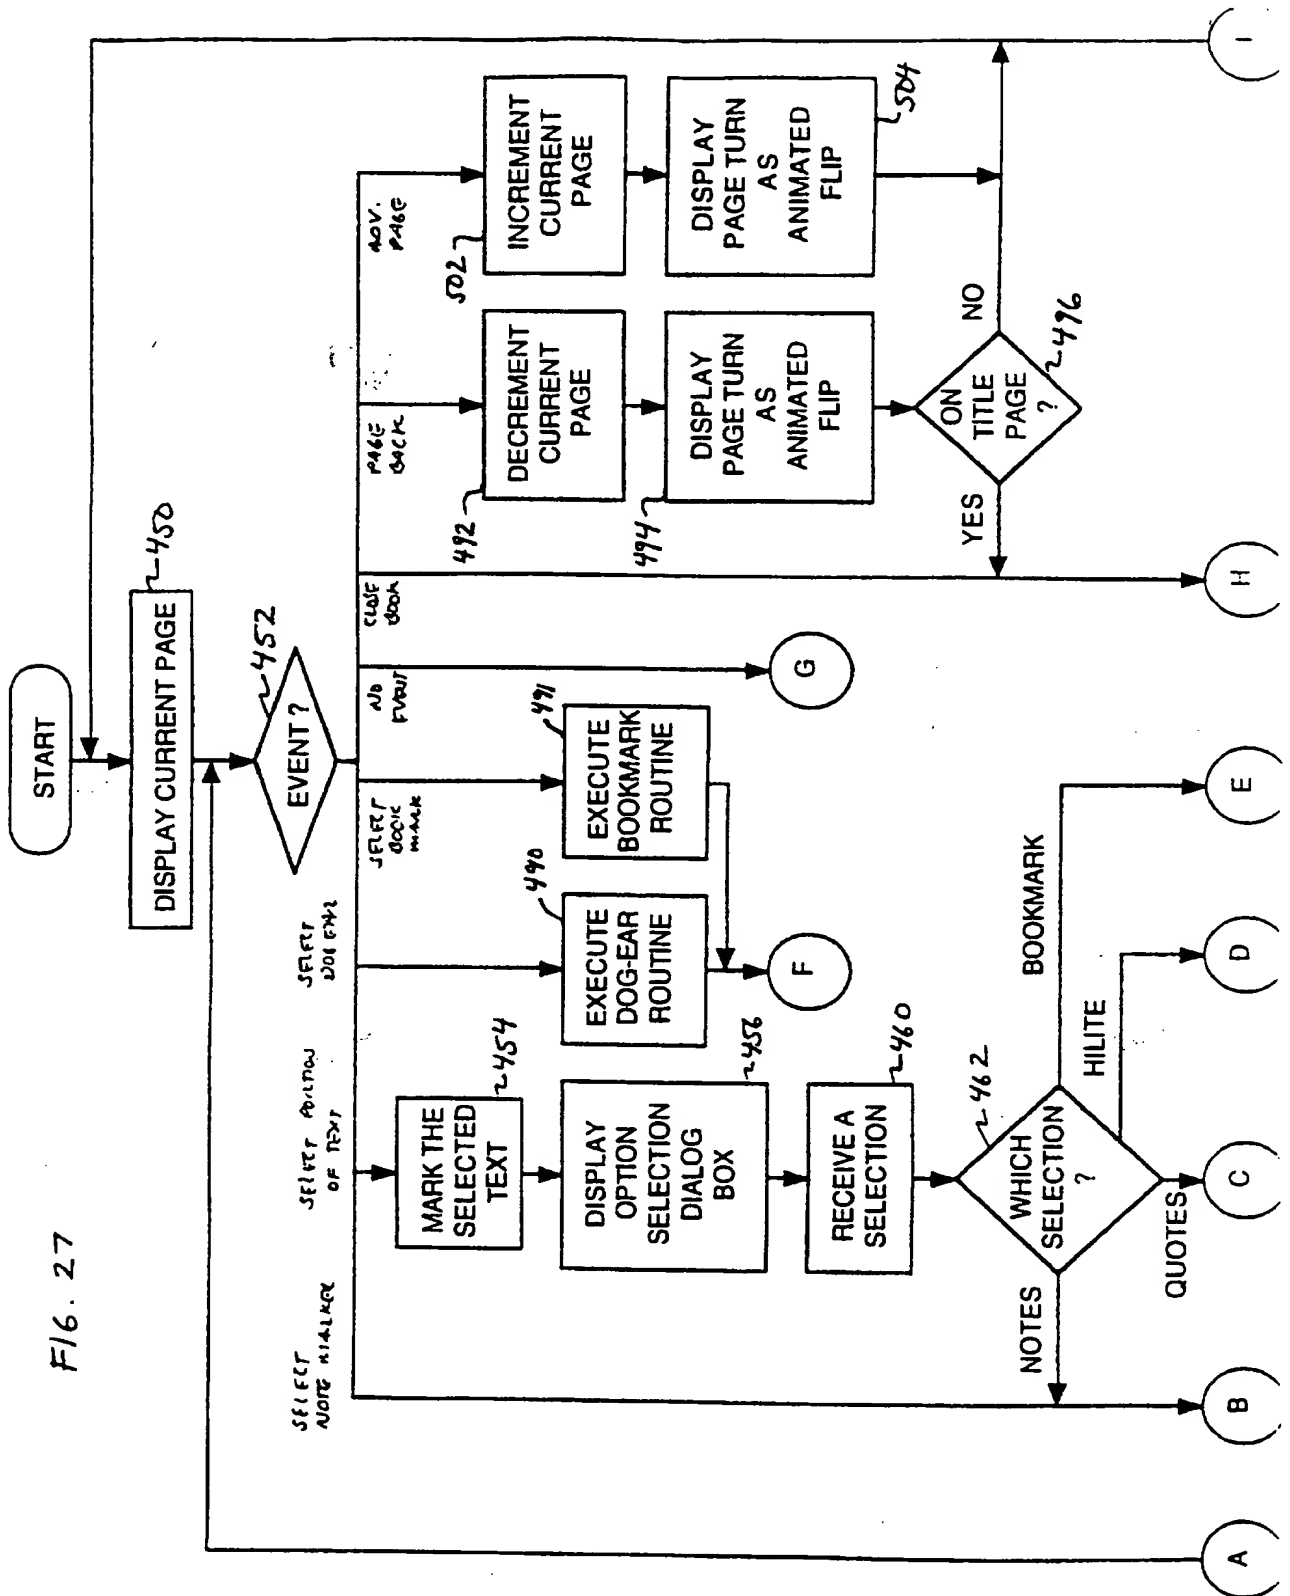 FIG. 27
START
DISPLAY CURRENT PAGE
450
EVENT?
452
SELECT
NOTE MARKER
SELECT PORTION
OF TEXT
SELECT
DOG EAR
SELECT
BOOK
MARK
NO
EVENT
CLOSE
BOOK
PAGE
BACK
ADV.
PAGE
MARK THE
SELECTED
TEXT
454
DISPLAY
OPTION
SELECTION
DIALOG
BOX
456
RECEIVE A
SELECTION
460
WHICH
SELECTION
?
462
NOTES
QUOTES
HILITE
BOOKMARK
490
EXECUTE
DOG-EAR
ROUTINE
491
EXECUTE
BOOKMARK
ROUTINE
F
G
492
DECREMENT
CURRENT
PAGE
494
DISPLAY
PAGE TURN
AS
ANIMATED
FLIP
ON
TITLE
PAGE
?
496
YES
NO
502
INCREMENT
CURRENT
PAGE
DISPLAY
PAGE TURN
AS
ANIMATED
FLIP
504
A
B
C
D
E
H
I